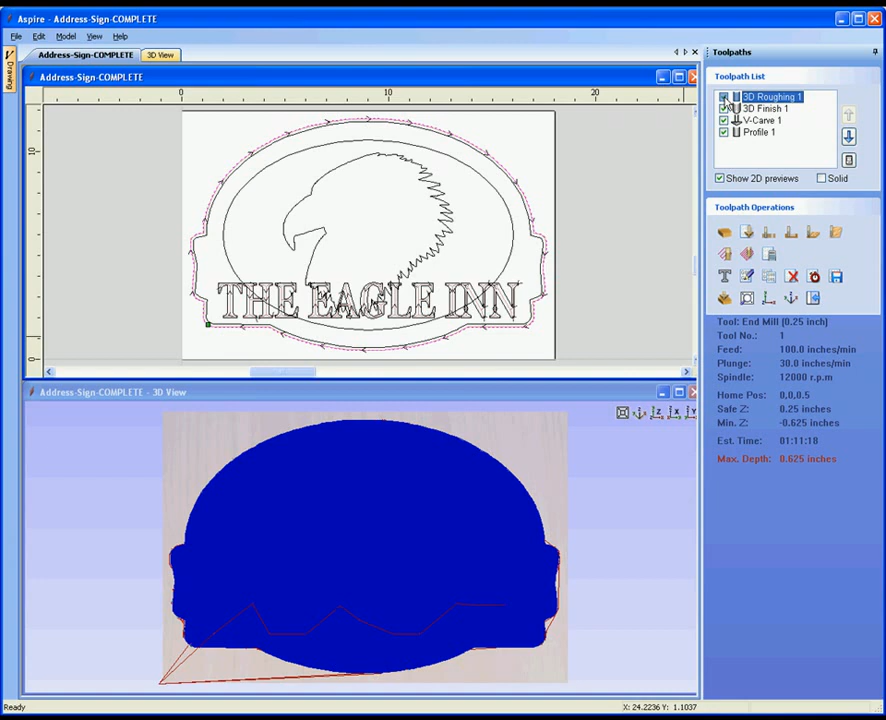 Aspire - Address-Sign-COMPLETE
File Edit Model View Help
Drawing
Address-Sign-COMPLETE 3D View
Address-Sign-COMPLETE
0 10 20
10
0
THE EAGLE INN
Address-Sign-COMPLETE - 3D View
Toolpaths
Toolpath List
3D Roughing 1
3D Finish 1
V-Carve 1
Profile 1
Show 2D previews Solid
Toolpath Operations
Tool: End Mill (0.25 inch)
Tool No.: 1
Feed: 100.0 inches/min
Plunge: 30.0 inches/min
Spindle: 12000 r.p.m
Home Pos: 0,0,0.5
Safe Z: 0.25 inches
Min. Z: -0.625 inches
Est. Time: 01:11:18
Max. Depth: 0.625 inches
Ready
X: 24.2236 Y: 1.1037